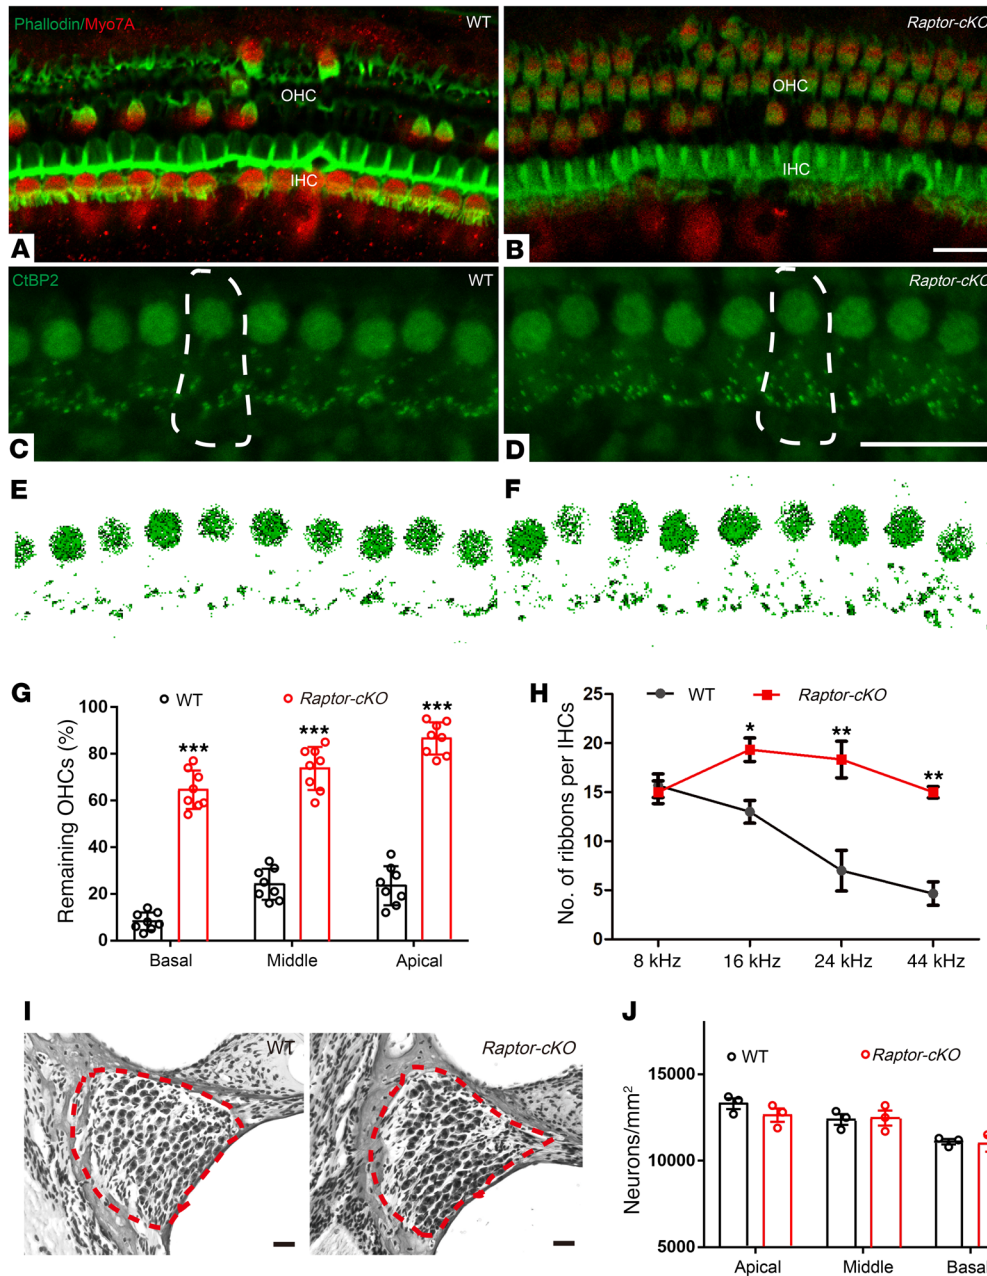 Phallodin/Myo7A
WT
OHC
IHC
A
Raptor-cKO
OHC
IHC
B
CtBP2
WT
C
Raptor-cKO
D
E
F
G
WT
Raptor-cKO
Remaining OHCs (%)
100
80
60
40
20
0
***
***
***
Basal
Middle
Apical
H
WT
Raptor-cKO
No. of ribbons per IHCs
25
20
15
10
5
0
*
**
**
8 kHz
16 kHz
24 kHz
44 kHz
I
WT
Raptor-cKO
J
WT
Raptor-cKO
Neurons/mm²
15000
10000
5000
Apical
Middle
Basal